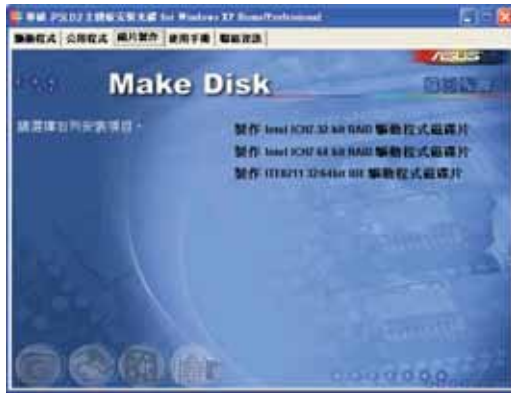 華碩 P5LD2 主機板安裝光碟 for Windows XP Home/Professional
驅動程式 公用程式 磁片製作 使用手冊 聯絡資訊
ASUS
Make Disk
請選擇以下安裝項目。
製作 Intel ICH7 32 bit RAID 驅動程式磁碟片
製作 Intel ICH7 64 bit RAID 驅動程式磁碟片
製作 ITE8211 32/64bit 驅動程式磁碟片